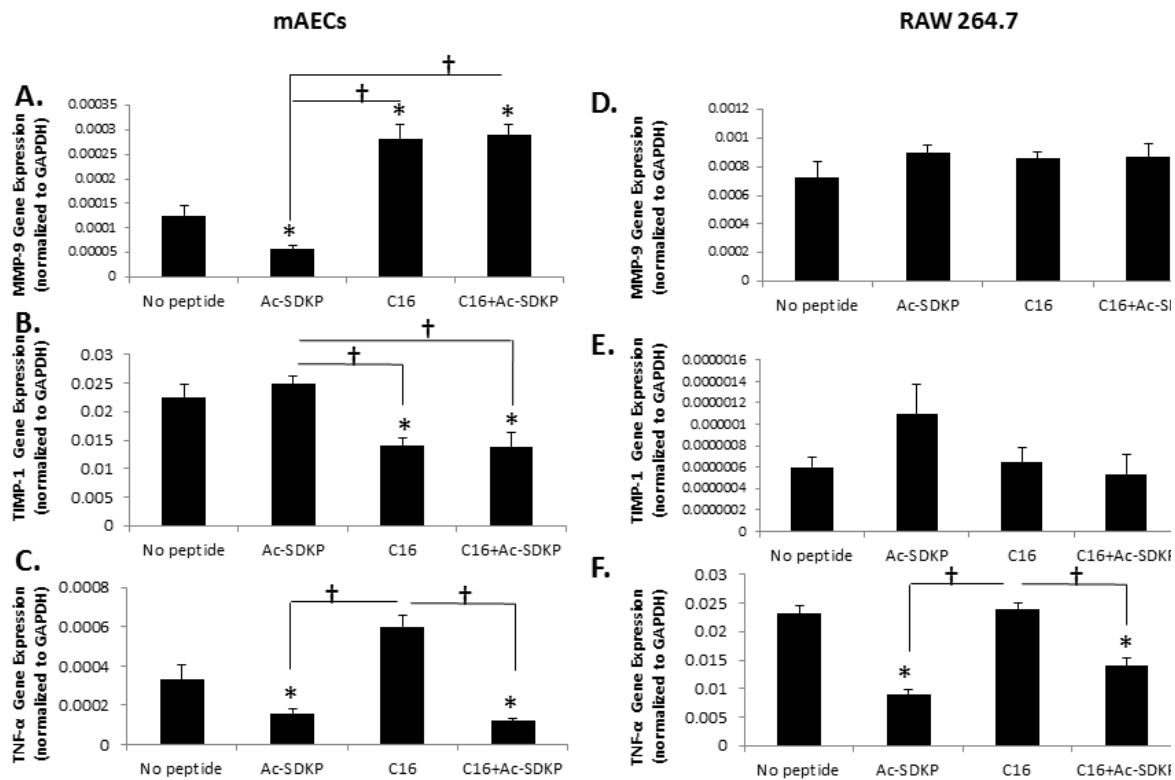 mAECs
RAW 264.7
A.
MMP-9 Gene Expression
(normalized to GAPDH)
0.00035
0.0003
0.00025
0.0002
0.00015
0.0001
0.00005
0
†
†
*
*
*
No peptide Ac-SDKP C16 C16+Ac-SDKP
B.
TIMP-1 Gene Expression
(normalized to GAPDH)
0.03
0.025
0.02
0.015
0.01
0.005
0
†
†
*
*
No peptide Ac-SDKP C16 C16+Ac-SDKP
C.
TNF-α Gene Expression
(normalized to GAPDH)
0.0008
0.0006
0.0004
0.0002
0
† †
*
*
No peptide Ac-SDKP C16 C16+Ac-SDKP
D.
MMP-9 Gene Expression
(normalized to GAPDH)
0.0012
0.001
0.0008
0.0006
0.0004
0.0002
0
No peptide Ac-SDKP C16 C16+Ac-SDKP
E.
TIMP-1 Gene Expression
(normalized to GAPDH)
0.0000016
0.0000014
0.0000012
0.000001
0.0000008
0.0000006
0.0000004
0.0000002
0
No peptide Ac-SDKP C16 C16+Ac-SDKP
F.
TNF-α Gene Expression
(normalized to GAPDH)
0.03
0.025
0.02
0.015
0.01
0.005
0
† †
*
*
No peptide Ac-SDKP C16 C16+Ac-SDKP